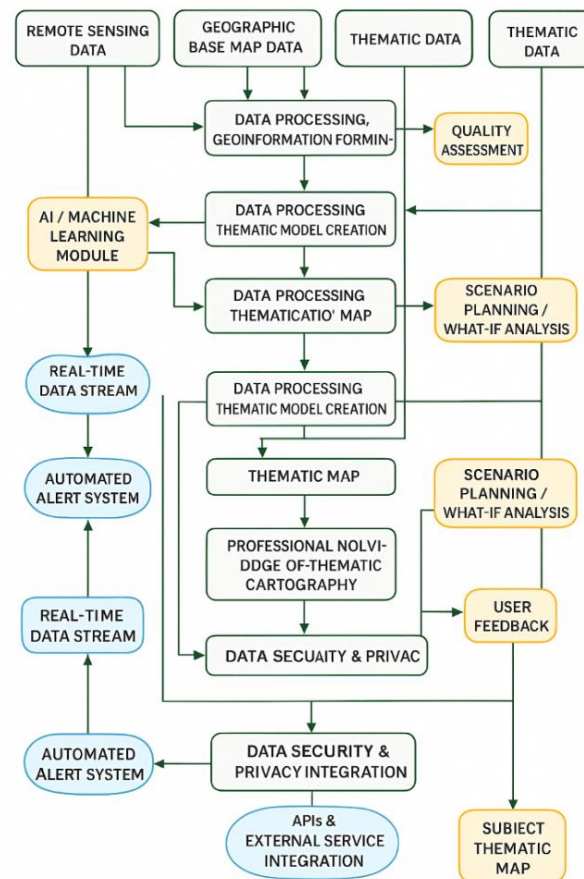 REMOTE SENSING
DATA
GEOGRAPHIC
BASE MAP DATA
THEMATIC DATA
THEMATIC
DATA
DATA PROCESSING,
GEOINFORMATION FORMIN-
QUALITY
ASSESSMENT
AI / MACHINE
LEARNING
MODULE
DATA PROCESSING
THEMATIC MODEL CREATION
DATA PROCESSING
THEMATICATIO' MAP
SCENARIO
PLANNING /
WHAT-IF ANALYSIS
REAL-TIME
DATA STREAM
DATA PROCESSING
THEMATIC MODEL CREATION
AUTOMATED
ALERT SYSTEM
THEMATIC MAP
SCENARIO
PLANNING /
WHAT-IF ANALYSIS
PROFESSIONAL NOLVI-
DDGE OF-THEMATIC
CARTOGRAPHY
REAL-TIME
DATA STREAM
USER
FEEDBACK
DATA SECUAITY & PRIVAC
AUTOMATED
ALERT SYSTEM
DATA SECURITY &
PRIVACY INTEGRATION
APIs &
EXTERNAL SERVICE
INTEGRATION
SUBIECT
THEMATIC
MAP